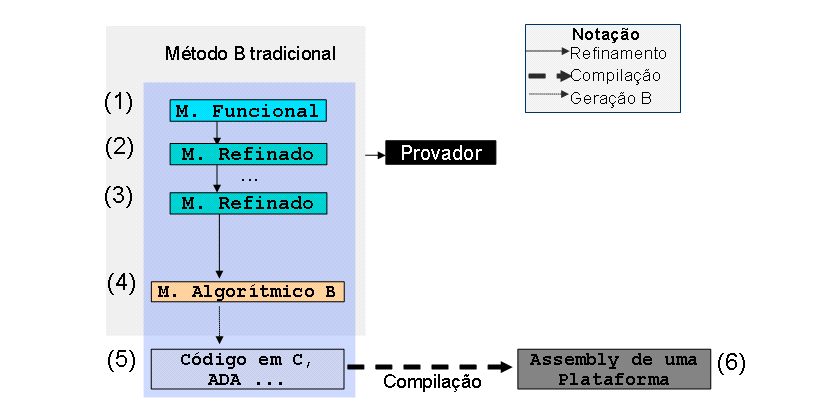 Método B tradicional
Notação
Refinamento
Compilação
Geração B
(1)
M. Funcional
(2)
M. Refinado
Provador
...
(3)
M. Refinado
(4)
M. Algorítmico B
(5)
Código em C,
ADA ...
Compilação
Assembly de uma
Plataforma
(6)